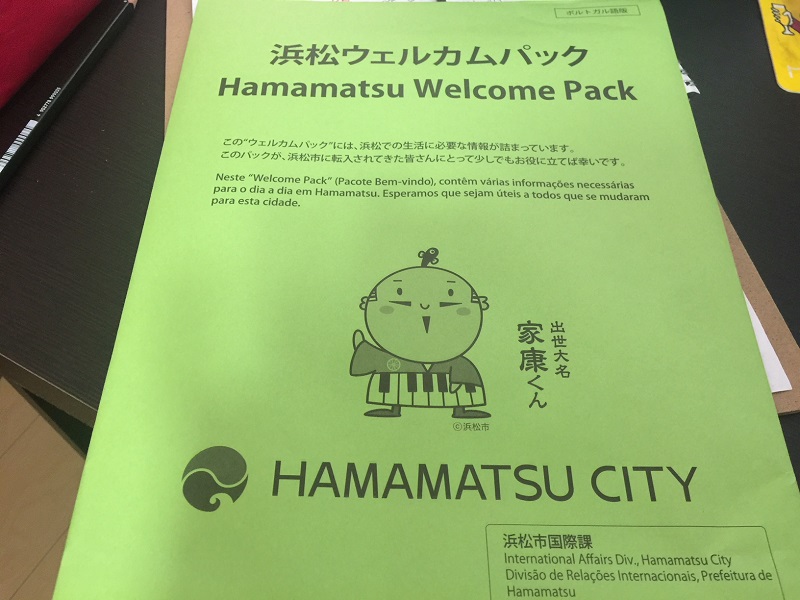 ポルトガル語版
浜松ウェルカムパック
Hamamatsu Welcome Pack
この"ウェルカムパック"には、浜松での生活に必要な情報が詰まっています。
このパックが、浜松市に転入されてきた皆さんにとって少しでもお役に立てば幸いです。
Neste "Welcome Pack" (Pacote Bem-vindo), contêm várias informações necessárias
para o dia a dia em Hamamatsu. Esperamos que sejam úteis a todos que se mudaram
para esta cidade.
出世大名
家康くん
©浜松市
HAMAMATSU CITY
浜松市国際課
International Affairs Div., Hamamatsu City
Divisão de Relações Internacionais, Prefeitura de
Hamamatsu